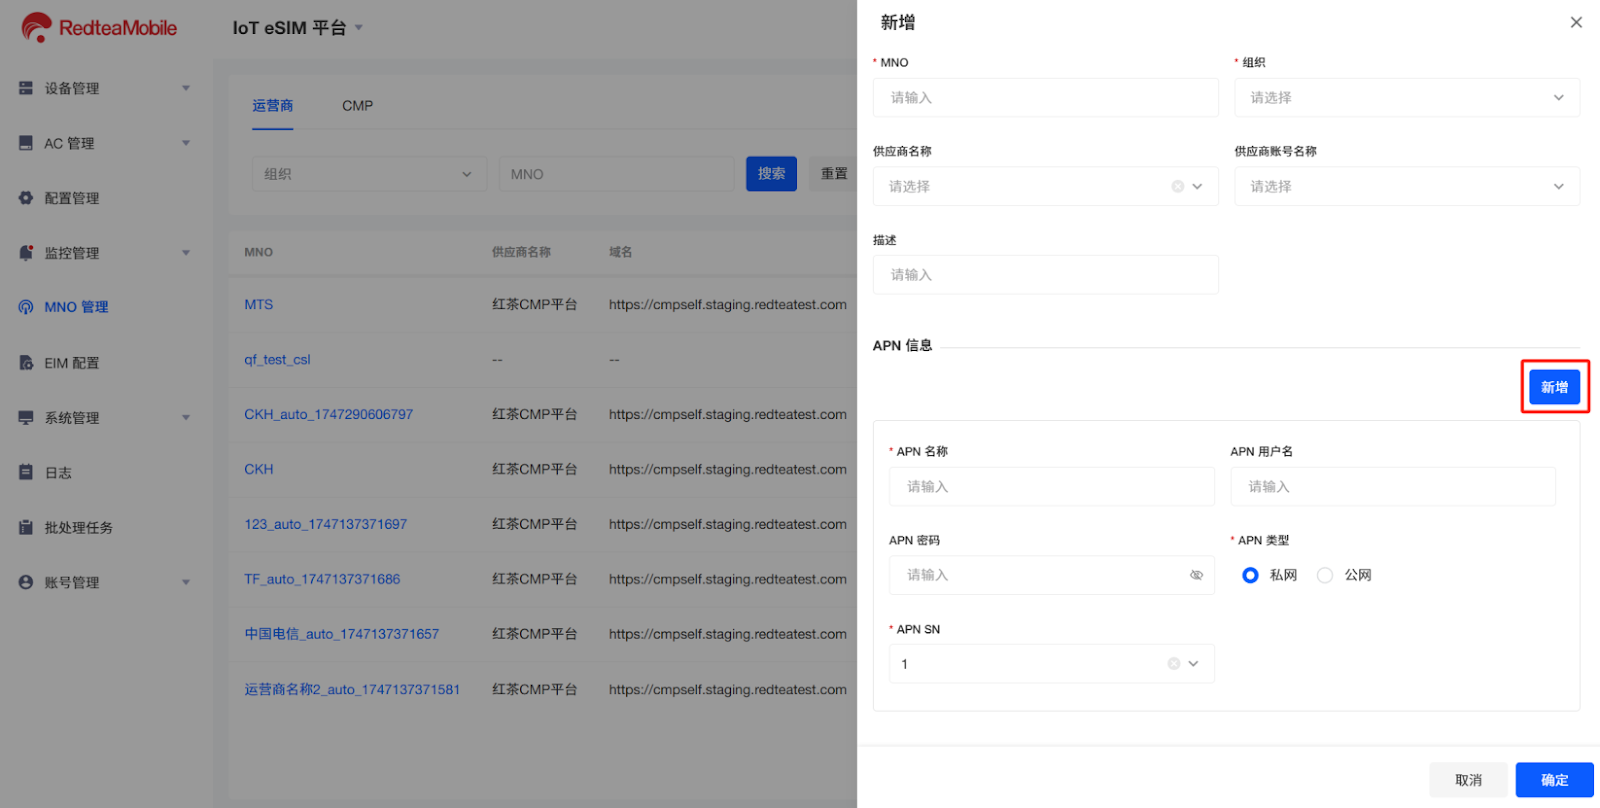 RedteaMobile
IoT eSIM 平台
设备管理
AC 管理
配置管理
监控管理
MNO 管理
EIM 配置
系统管理
日志
批处理任务
账号管理
运营商
CMP
组织
MNO
搜索
重置
MNO
供应商名称
域名
MTS
红茶CMP平台
https://cmpself.staging.redteatest.com
qf_test_csl
--
--
CKH_auto_1747290606797
红茶CMP平台
https://cmpself.staging.redteatest.com
CKH
红茶CMP平台
https://cmpself.staging.redteatest.com
123_auto_1747137371697
红茶CMP平台
https://cmpself.staging.redteatest.com
TF_auto_1747137371686
红茶CMP平台
https://cmpself.staging.redteatest.com
中国电信_auto_1747137371657
红茶CMP平台
https://cmpself.staging.redteatest.com
运营商名称2_auto_1747137371581
红茶CMP平台
https://cmpself.staging.redteatest.com
新增
* MNO
请输入
* 组织
请选择
供应商名称
请选择
供应商账号名称
请选择
描述
请输入
APN 信息
新增
* APN 名称
请输入
APN 用户名
请输入
APN 密码
请输入
* APN 类型
私网
公网
* APN SN
1
取消
确定